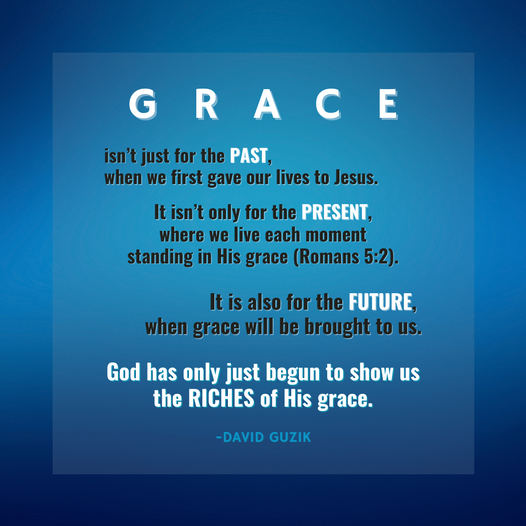 GRACE
isn't just for the PAST,
when we first gave our lives to Jesus.
It isn't only for the PRESENT,
where we live each moment
standing in His grace (Romans 5:2).
It is also for the FUTURE,
when grace will be brought to us.
God has only just begun to show us
the RICHES of His grace.
-DAVID GUZIK